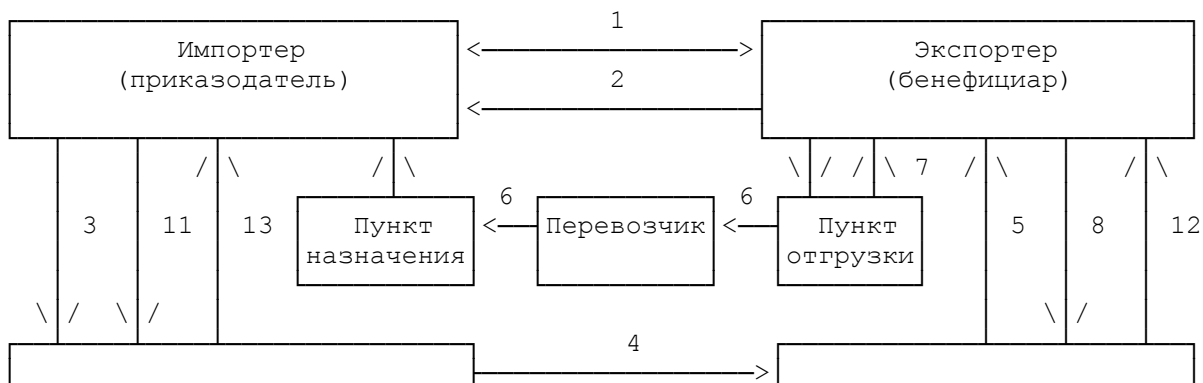 1
Импортер
(приказодатель)
Экспортер
(бенефициар)
2
7
6
6
3
11
13
Пункт
назначения
Перевозчик
Пункт
отгрузки
5
8
12
4